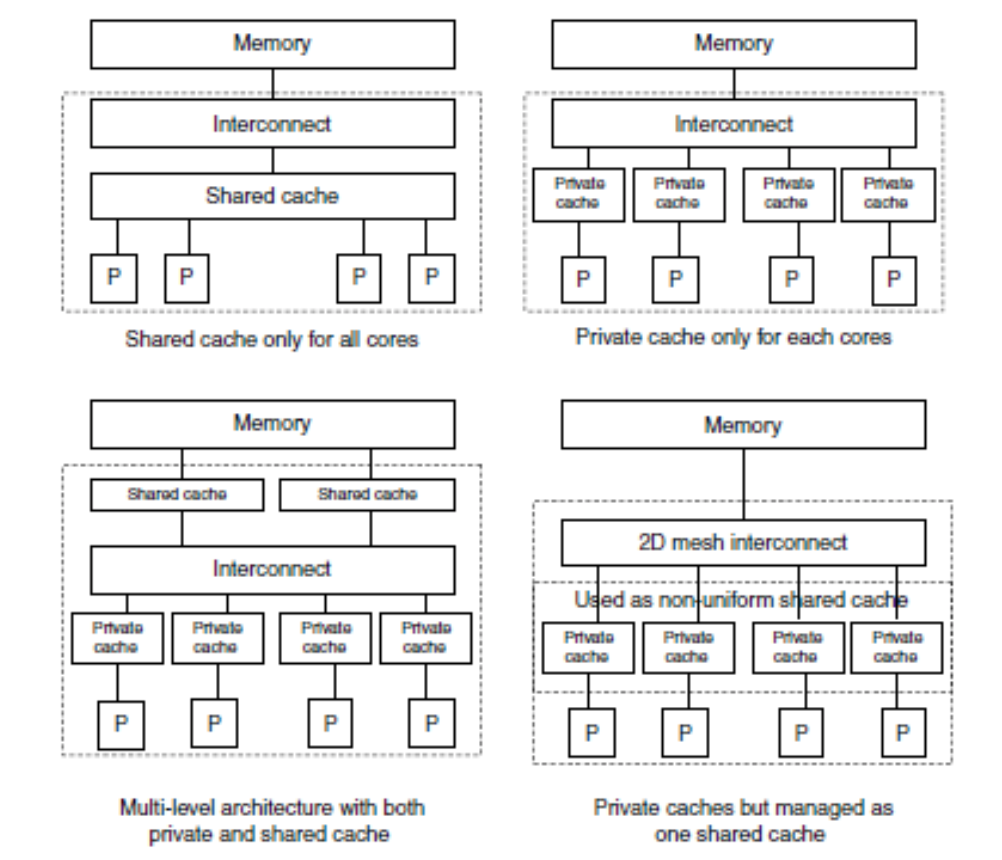 Memory
Interconnect
Shared cache
P P P P
Shared cache only for all cores
Memory
Interconnect
Private cache Private cache Private cache Private cache
P P P P
Private cache only for each cores
Memory
Shared cache Shared cache
Interconnect
Private cache Private cache Private cache Private cache
P P P P
Multi-level architecture with both
private and shared cache
Memory
2D mesh interconnect
Used as non-uniform shared cache
Private cache Private cache Private cache Private cache
P P P P
Private caches but managed as
one shared cache